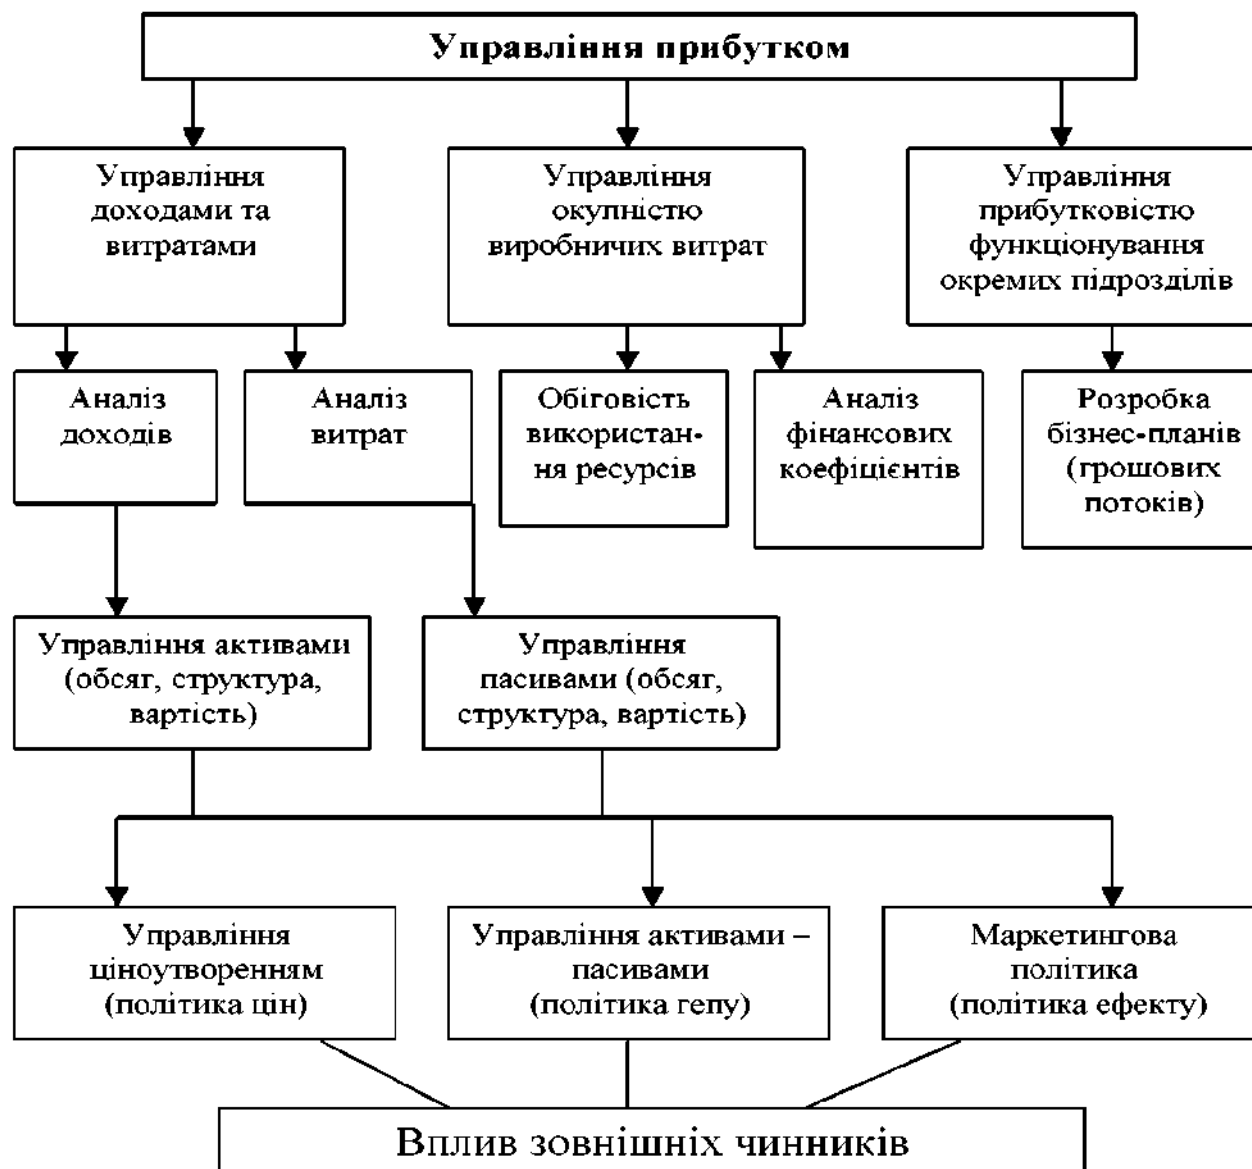 Управління прибутком
Управління
доходами та
витратами
Управління
окупністю
виробничих витрат
Управління
прибутковістю
функціонування
окремих підрозділів
Аналіз
доходів
Аналіз
витрат
Обіговість
використан-
ня ресурсів
Аналіз
фінансових
коефіцієнтів
Розробка
бізнес-планів
(грошових
потоків)
Управління активами
(обсяг, структура,
вартість)
Управління
пасивами (обсяг,
структура, вартість)
Управління
ціноутворенням
(політика цін)
Управління активами –
пасивами
(політика гепу)
Маркетингова
політика
(політика ефекту)
Вплив зовнішніх чинників